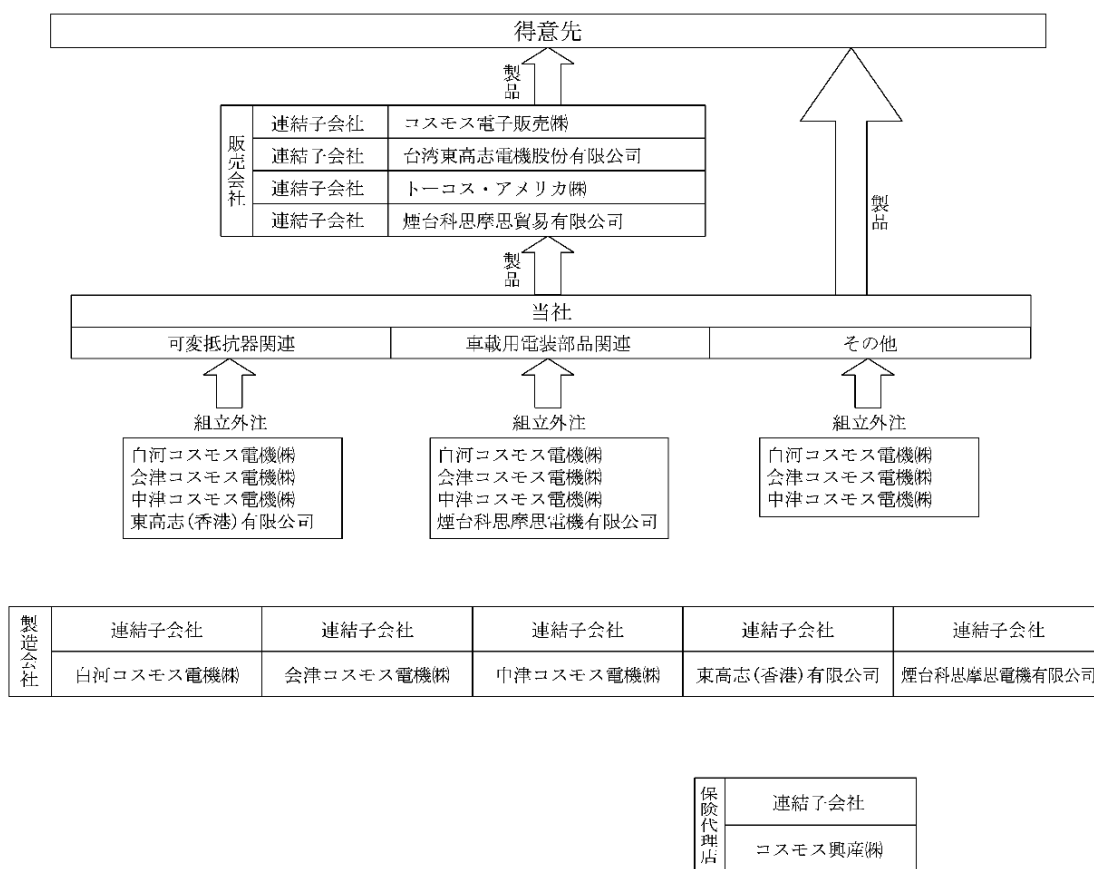 得意先
製品
販売会社
連結子会社 コスモス電子販売㈱
連結子会社 台湾東高志電機股份有限公司
連結子会社 トーコス・アメリカ㈱
連結子会社 煙台科思摩思貿易有限公司
製品
製品
当社
可変抵抗器関連 車載用電装部品関連 その他
組立外注 組立外注 組立外注
白河コスモス電機㈱
会津コスモス電機㈱
中津コスモス電機㈱
東高志(香港)有限公司
白河コスモス電機㈱
会津コスモス電機㈱
中津コスモス電機㈱
煙台科思摩思電機有限公司
白河コスモス電機㈱
会津コスモス電機㈱
中津コスモス電機㈱
製造会社
連結子会社 連結子会社 連結子会社 連結子会社 連結子会社
白河コスモス電機㈱ 会津コスモス電機㈱ 中津コスモス電機㈱ 東高志(香港)有限公司 煙台科思摩思電機有限公司
保険代理店
連結子会社
コスモス興産㈱